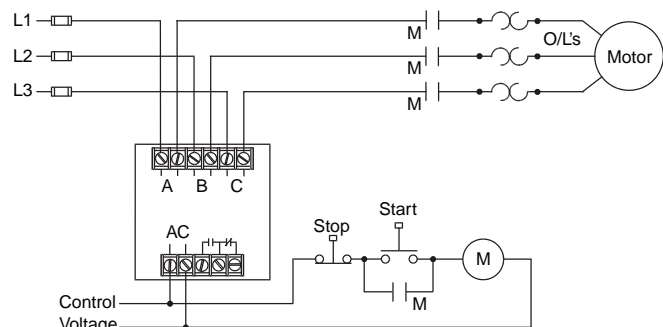 L1
M
O/L's
L2
Motor
M
L3
M
A B C
AC
Stop
Start
M
M
Control
Voltage